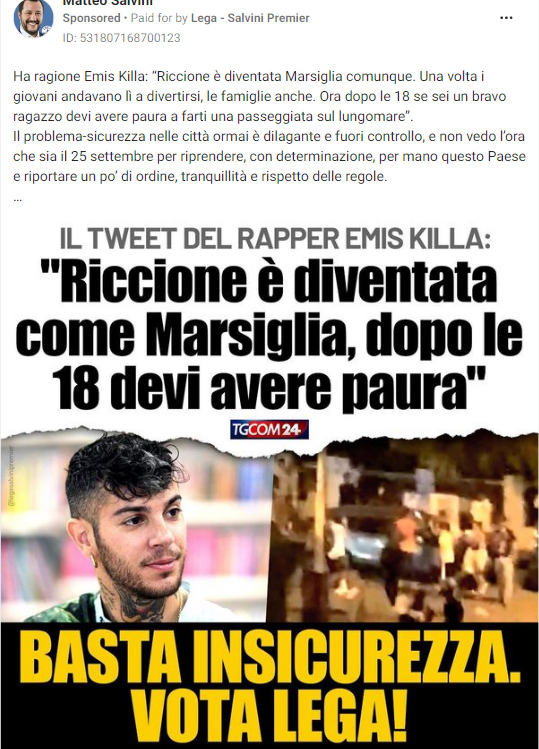 Matteo Salvini
Sponsored • Paid for by Lega - Salvini Premier
ID: 531807168700123
Ha ragione Emis Killa: “Riccione è diventata Marsiglia comunque. Una volta i
giovani andavano lì a divertirsi, le famiglie anche. Ora dopo le 18 se sei un bravo
ragazzo devi avere paura a farti una passeggiata sul lungomare”.
Il problema-sicurezza nelle città ormai è dilagante e fuori controllo, e non vedo l’ora
che sia il 25 settembre per riprendere, con determinazione, per mano questo Paese
e riportare un po’ di ordine, tranquillità e rispetto delle regole.
...
IL TWEET DEL RAPPER EMIS KILLA:
"Riccione è diventata
come Marsiglia, dopo le
18 devi avere paura"
TGCOM24
@legasalvinipremier
BASTA INSICUREZZA.
VOTA LEGA!